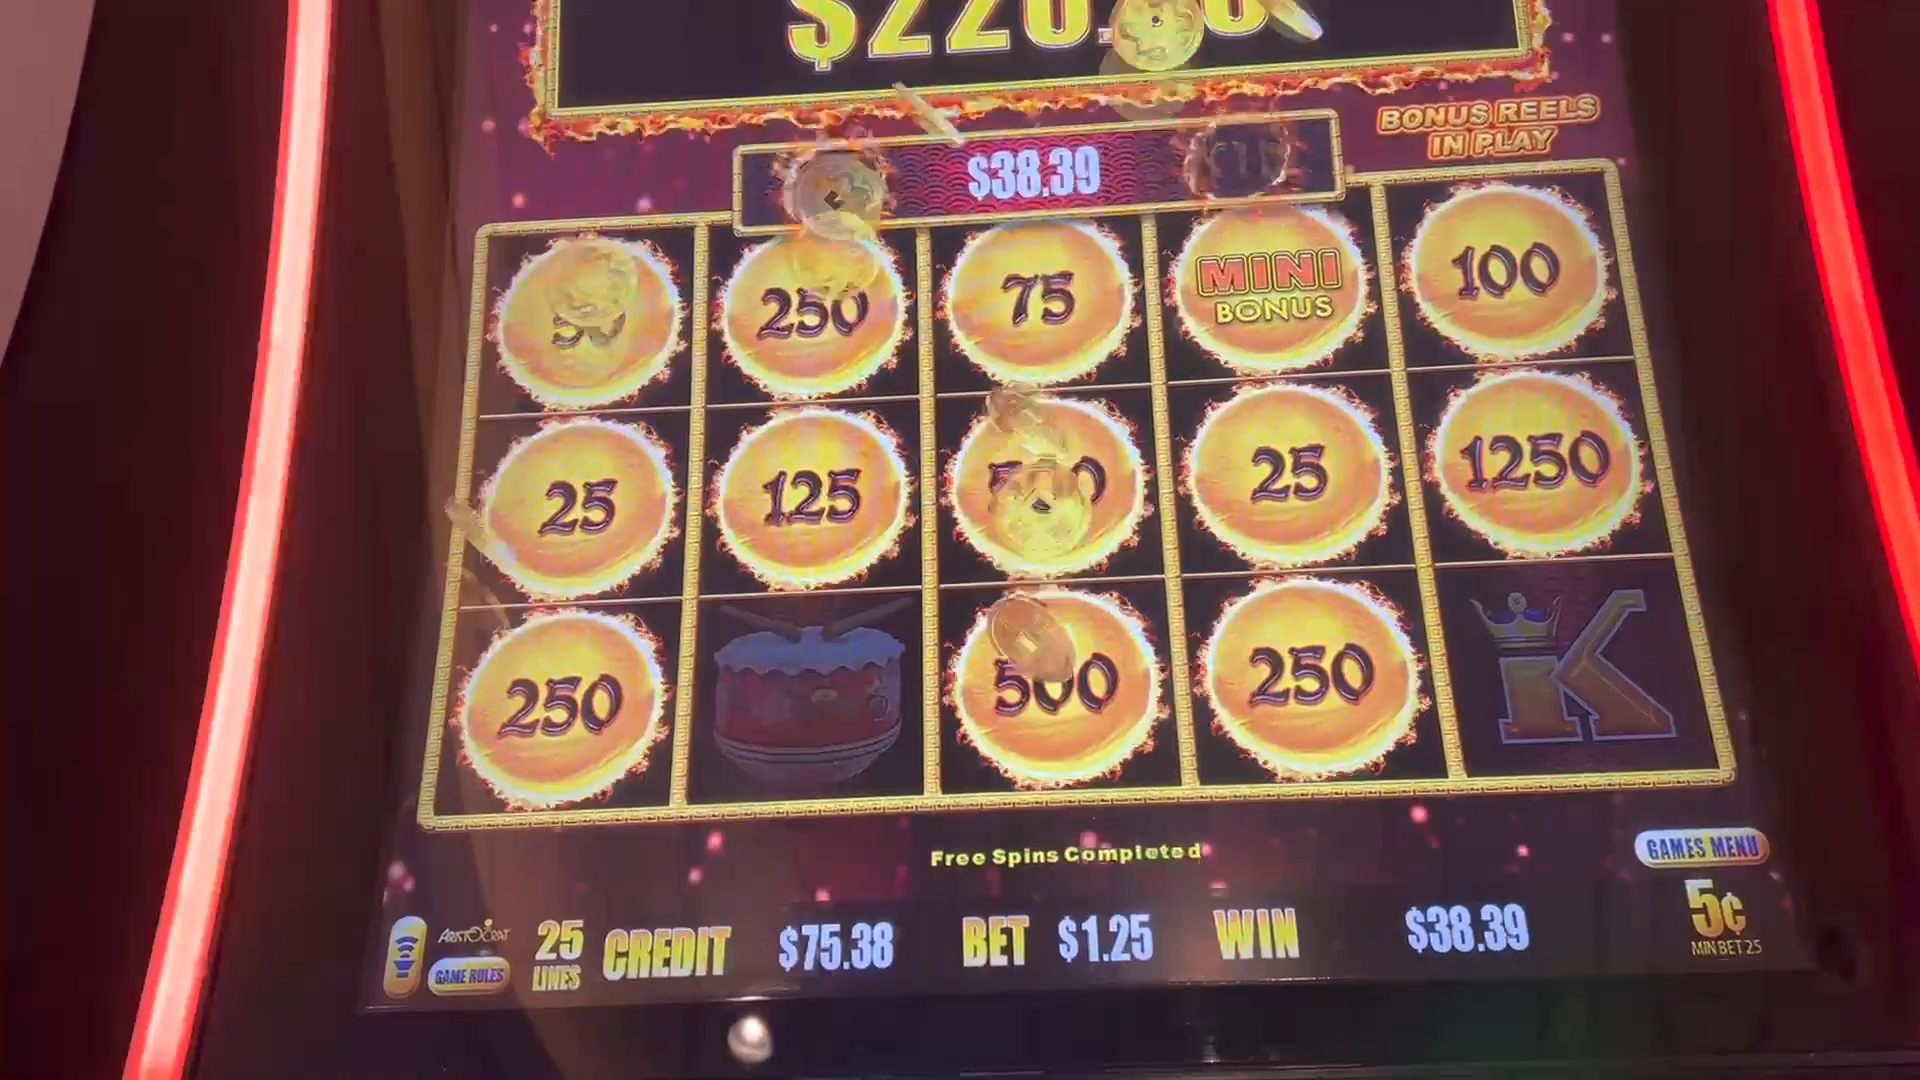 $38.39
BONUS REELS
IN PLAY
250
75
MINI
BONUS
100
25
125
25
1250
250
500
250
K
Free Spins Completed
GAMES MENU
ARISTOCRAT
GAME RULES
25
LINES
CREDIT $75.38
BET $1.25
WIN $38.39
5¢
MIN BET 25